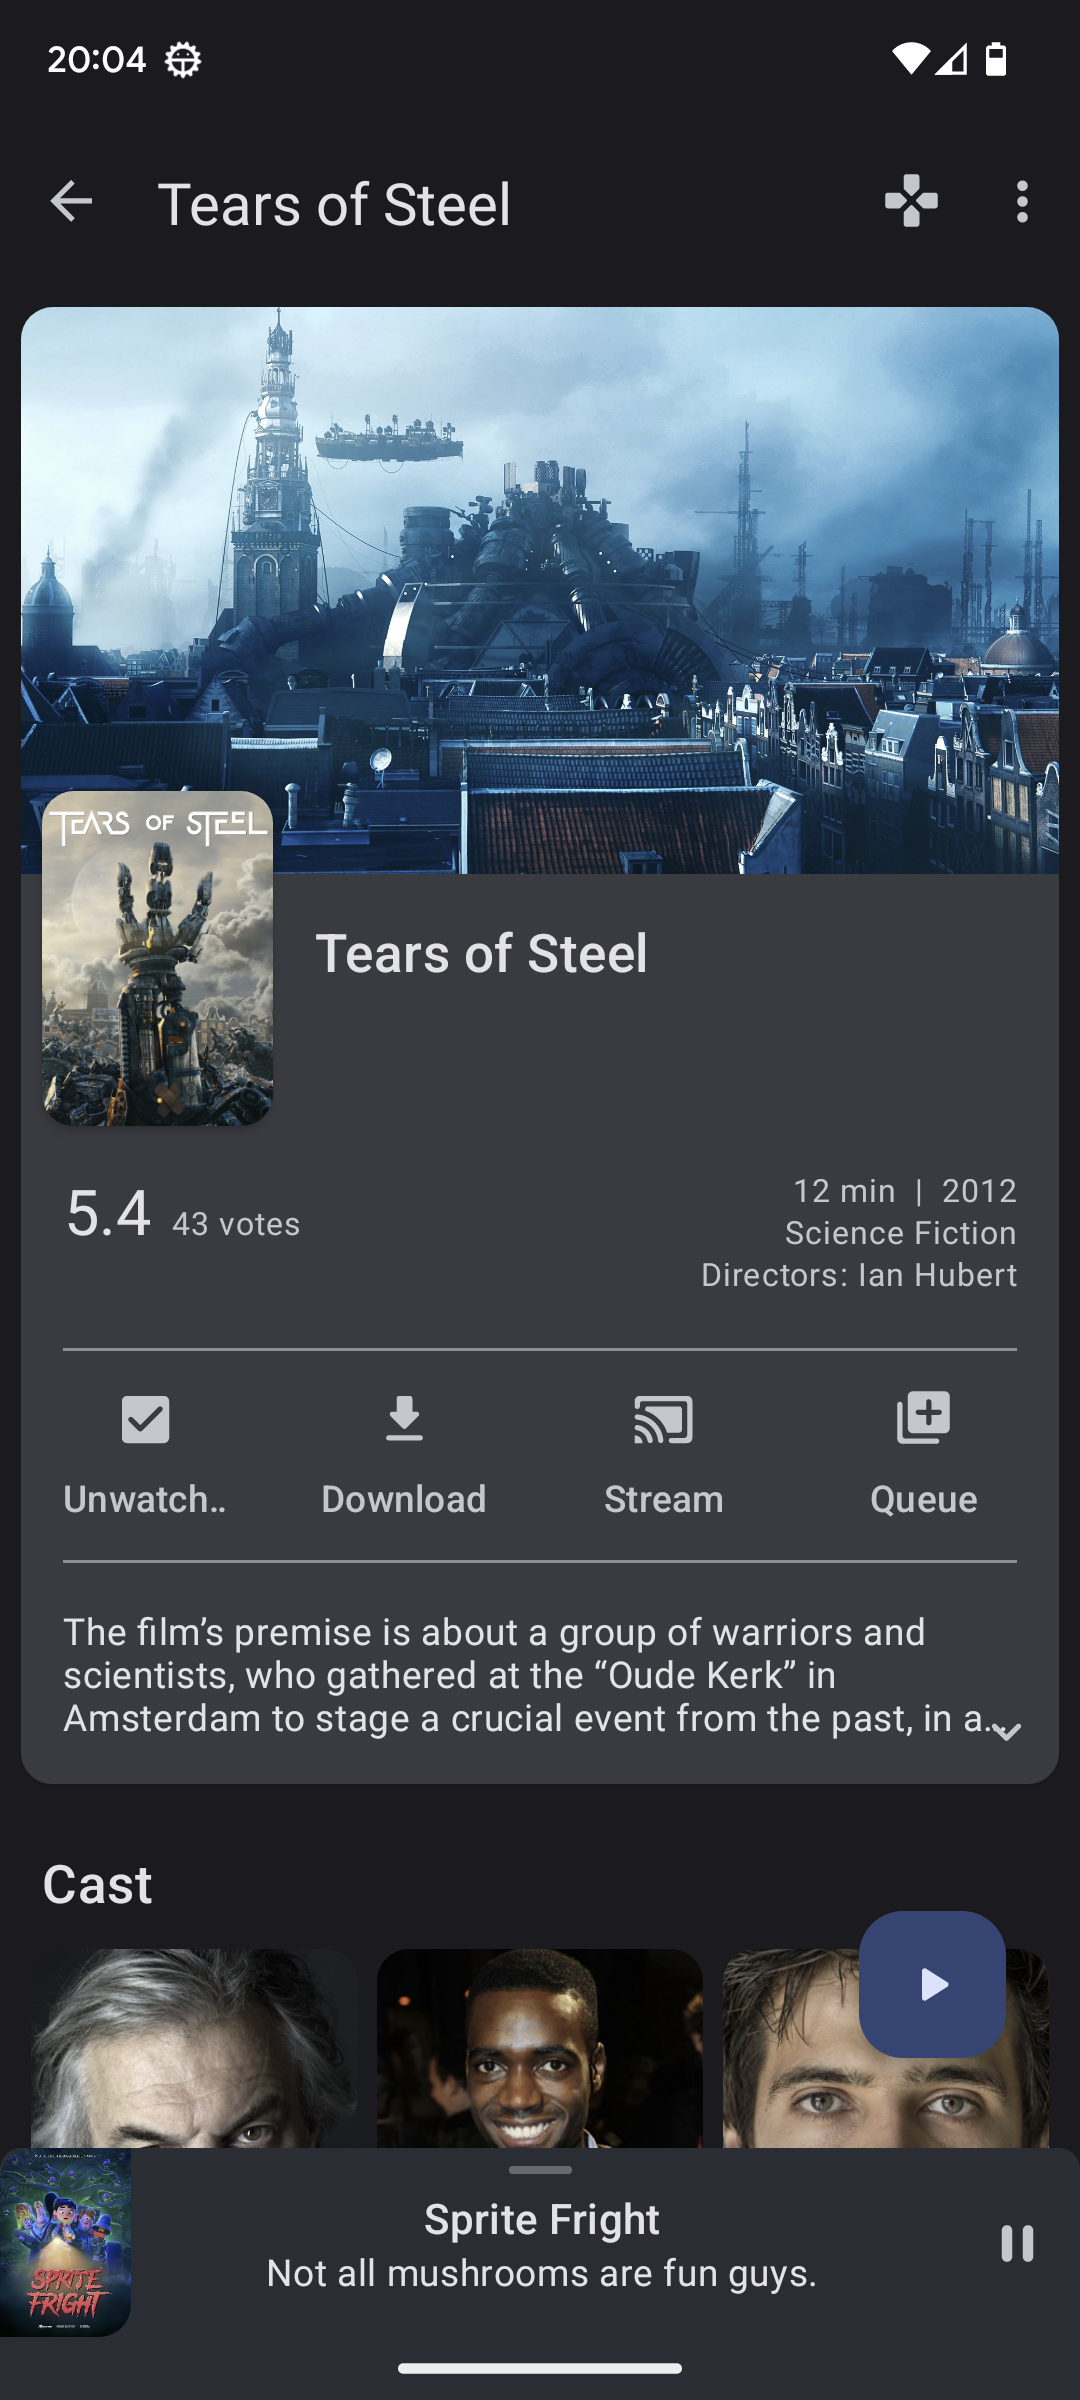 20:04
Tears of Steel
TEARS OF STEEL
Tears of Steel
5.4 43 votes
12 min | 2012
Science Fiction
Directors: Ian Hubert
Unwatch..
Download
Stream
Queue
The film’s premise is about a group of warriors and
scientists, who gathered at the “Oude Kerk” in
Amsterdam to stage a crucial event from the past, in a...
Cast
SPRITE
FRIGHT
Sprite Fright
Not all mushrooms are fun guys.